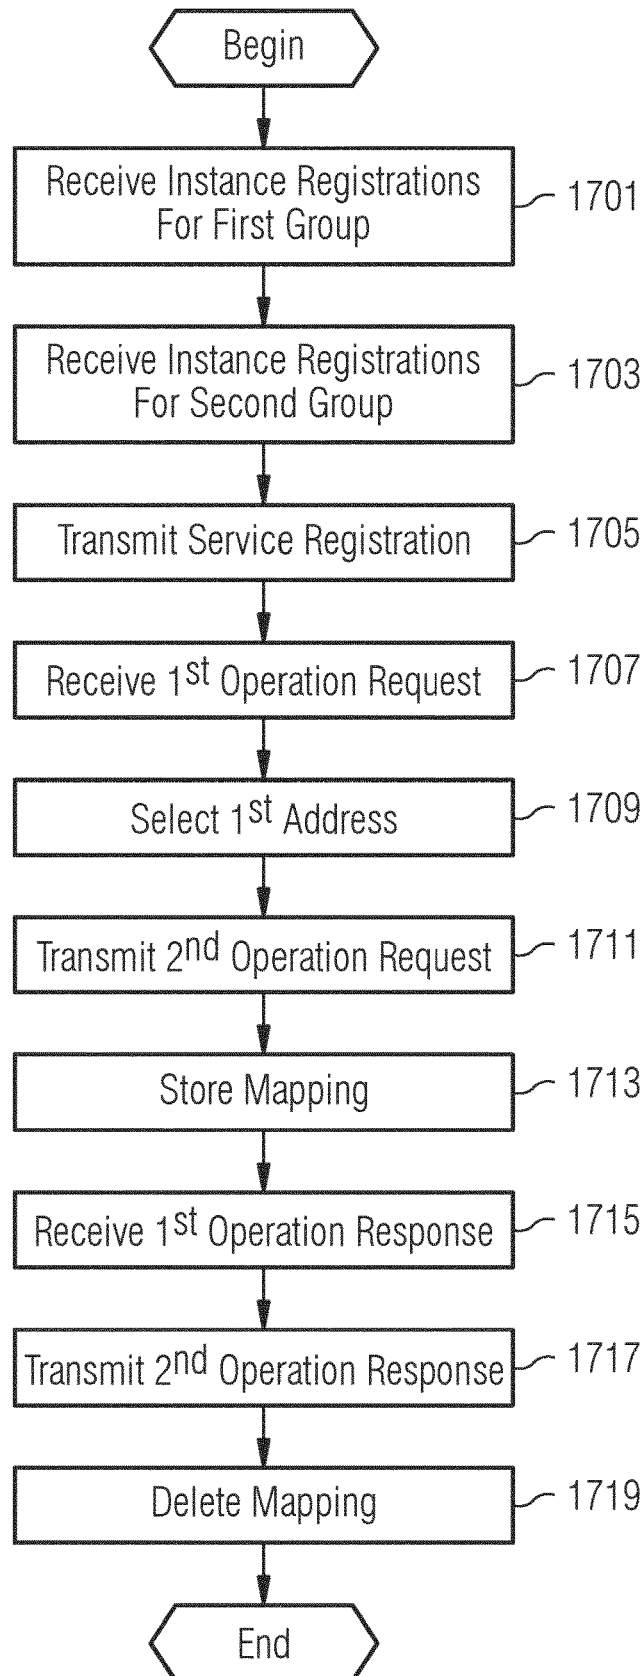 Begin
Receive Instance Registrations
For First Group
1701
Receive Instance Registrations
For Second Group
1703
Transmit Service Registration
1705
Receive 1st Operation Request
1707
Select 1st Address
1709
Transmit 2nd Operation Request
1711
Store Mapping
1713
Receive 1st Operation Response
1715
Transmit 2nd Operation Response
1717
Delete Mapping
1719
End